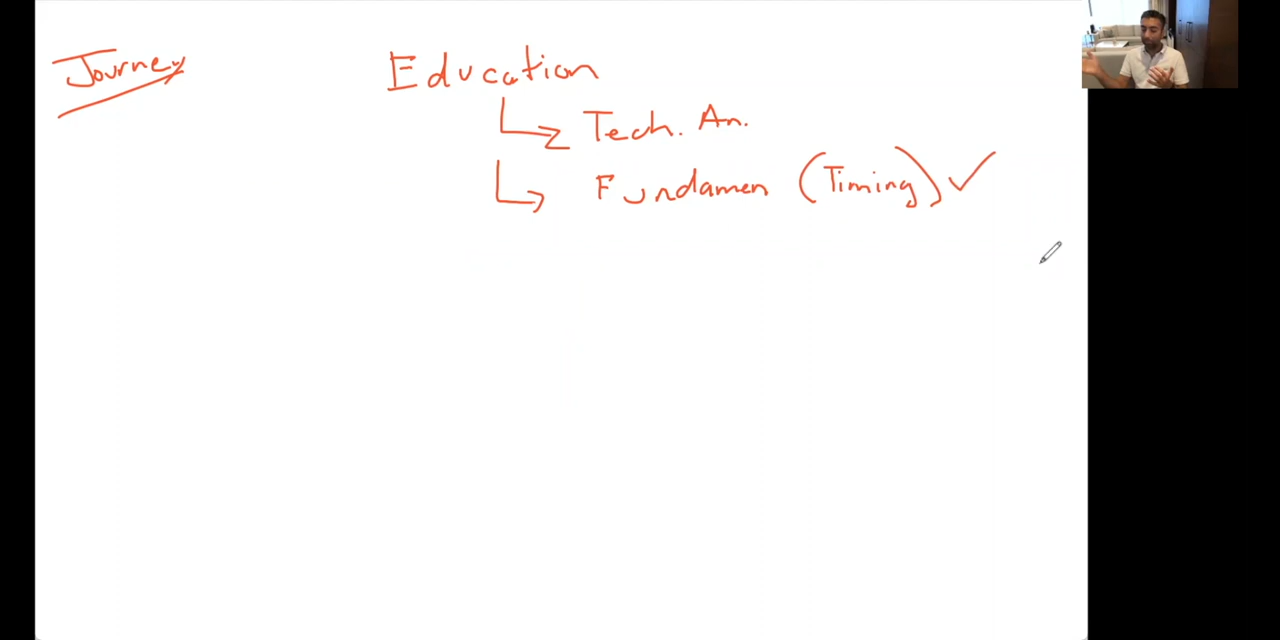 Journey
Education
Tech. An.
Fundamen (Timing) ✓